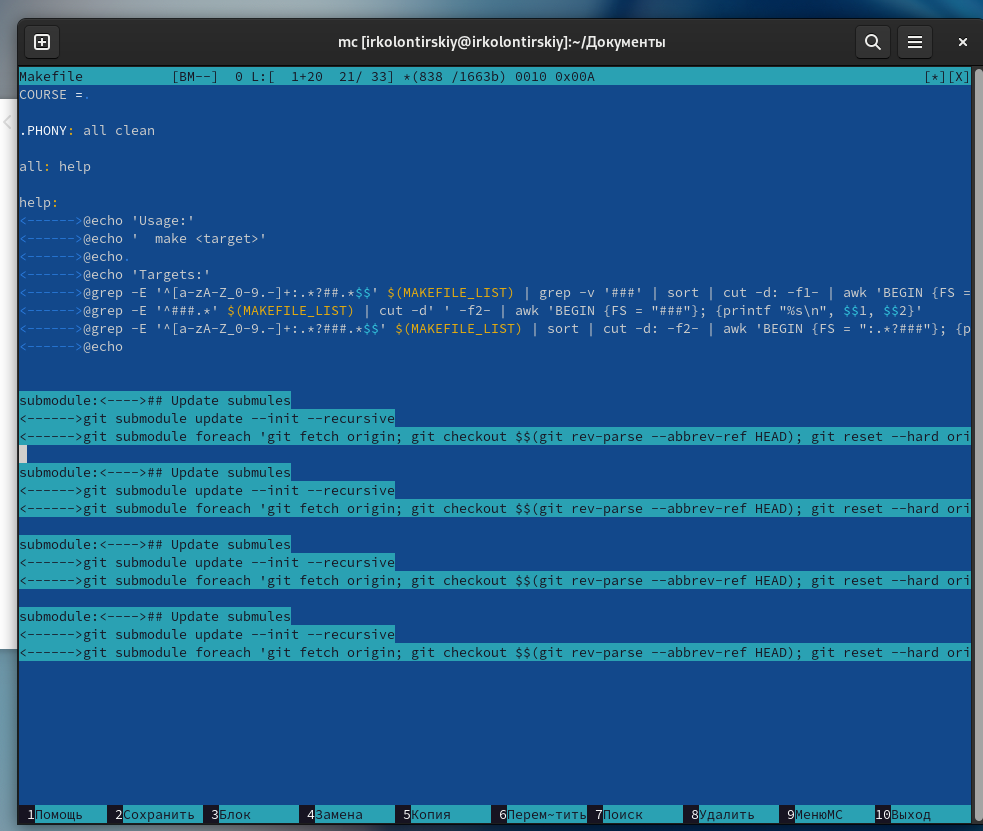 mc [irkolontirskiy@irkolontirskiy]:~/Документы
Makefile [BM--] 0 L:[ 1+20 21/ 33] *(838 /1663b) 0010 0x00A [*][X]
COURSE =.
.PHONY: all clean
all: help
help:
<------>@echo 'Usage:'
<------>@echo '  make <target>'
<------>@echo.
<------>@echo 'Targets:'
<------>@grep -E '^[a-zA-Z_0-9.-]+:.*?##.*$$' $(MAKEFILE_LIST) | grep -v '###' | sort | cut -d: -f1- | awk 'BEGIN {FS =
<------>@grep -E '^###.*' $(MAKEFILE_LIST) | cut -d' ' -f2- | awk 'BEGIN {FS = "###"}; {printf "%s\n", $$1, $$2}'
<------>@grep -E '^[a-zA-Z_0-9.-]+:.*?###.*$$' $(MAKEFILE_LIST) | sort | cut -d: -f2- | awk 'BEGIN {FS = ":.*?###"}; {p
<------>@echo
submodule:<---->## Update submules
<------>git submodule update --init --recursive
<------>git submodule foreach 'git fetch origin; git checkout $$(git rev-parse --abbrev-ref HEAD); git reset --hard ori
submodule:<---->## Update submules
<------>git submodule update --init --recursive
<------>git submodule foreach 'git fetch origin; git checkout $$(git rev-parse --abbrev-ref HEAD); git reset --hard ori
submodule:<---->## Update submules
<------>git submodule update --init --recursive
<------>git submodule foreach 'git fetch origin; git checkout $$(git rev-parse --abbrev-ref HEAD); git reset --hard ori
submodule:<---->## Update submules
<------>git submodule update --init --recursive
<------>git submodule foreach 'git fetch origin; git checkout $$(git rev-parse --abbrev-ref HEAD); git reset --hard ori
1Помощь 2Сохранить 3Блок 4Замена 5Копия 6Перем~тить 7Поиск 8Удалить 9МенюMC 10Выход